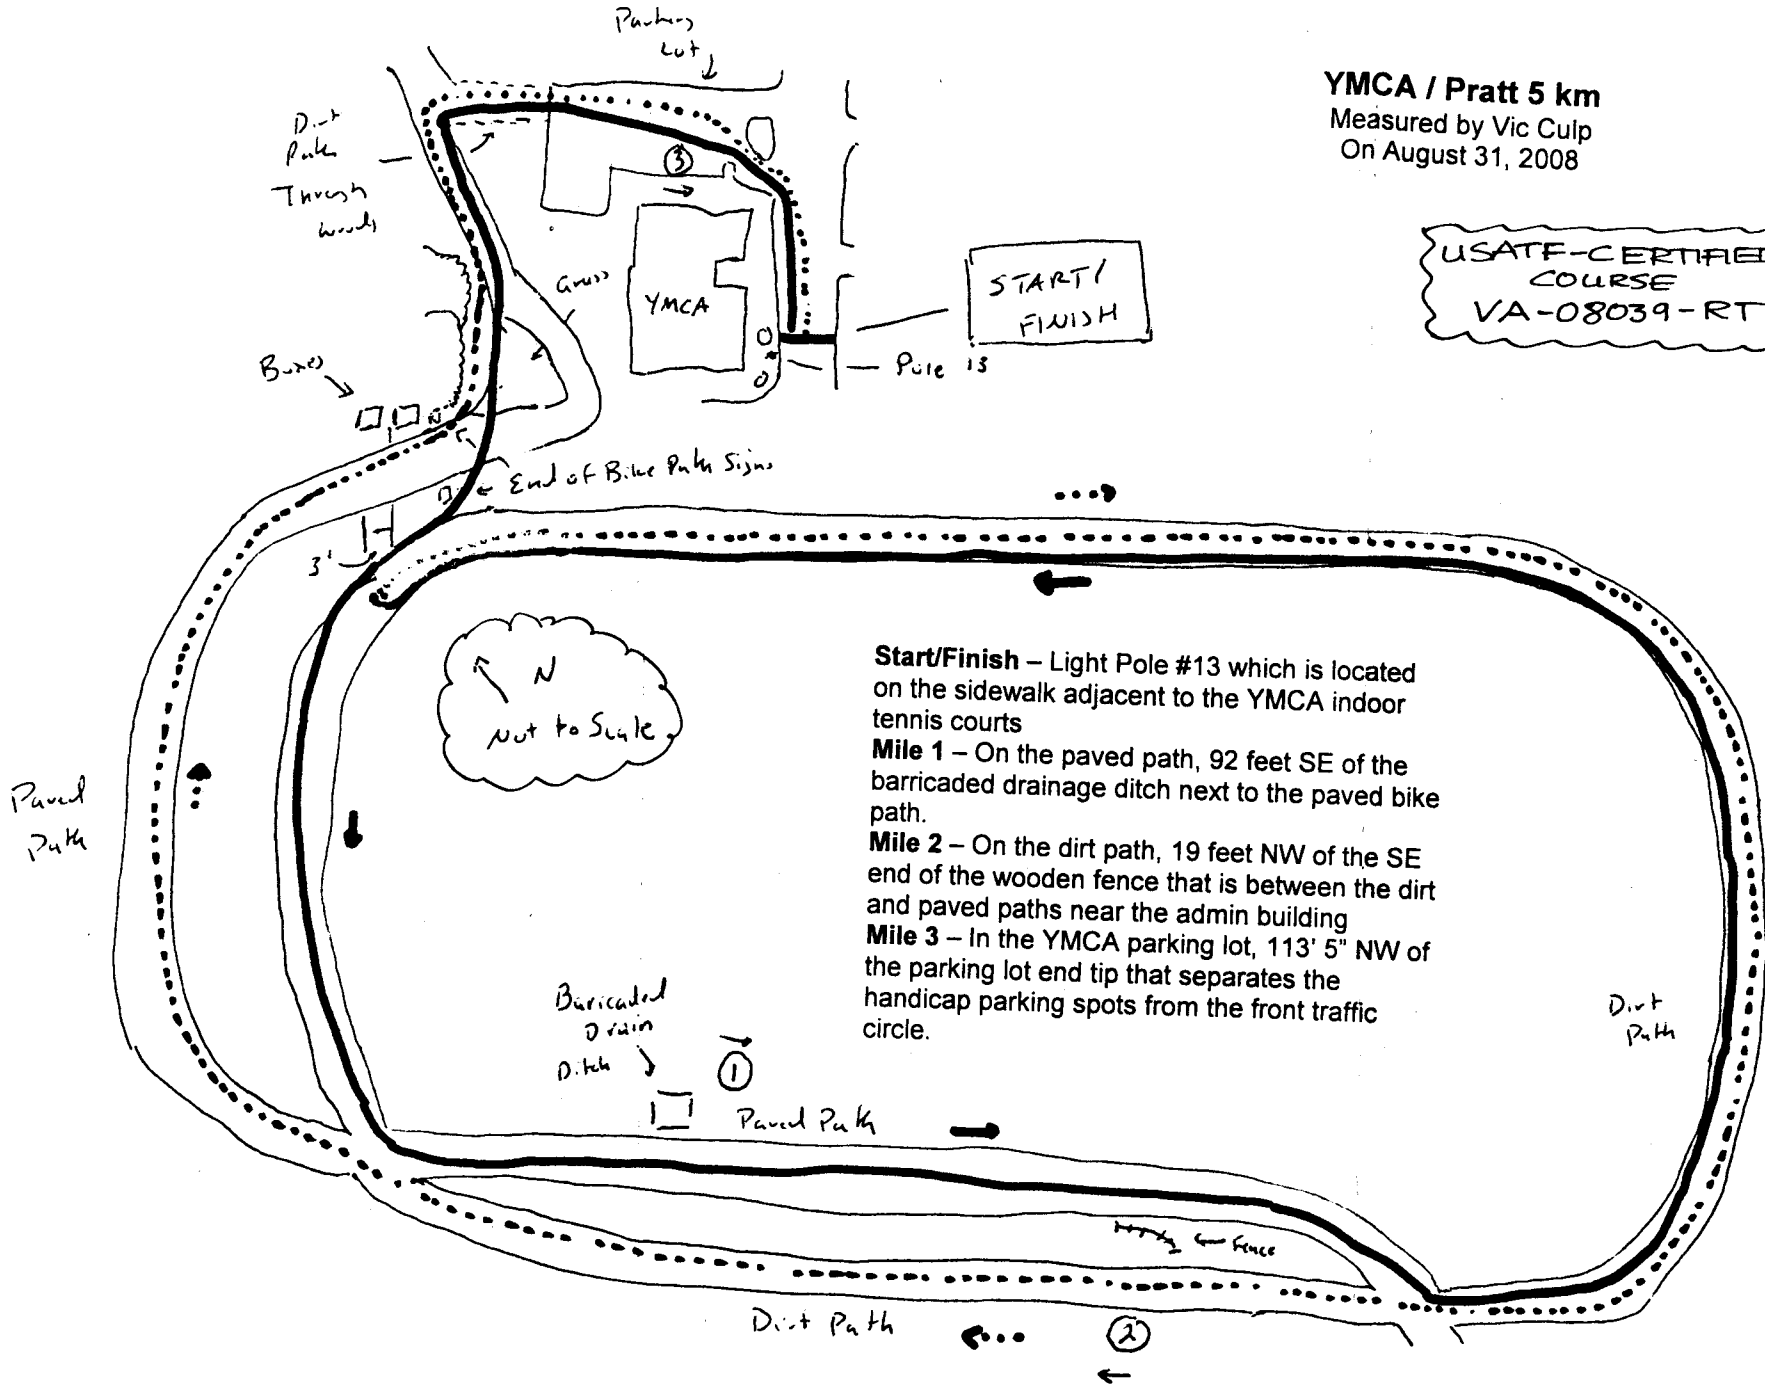 Parking
Lot
YMCA / Pratt 5 km
Measured by Vic Culp
On August 31, 2008
Dirt
Path
Through
woods
3
USATF-CERTIFIED
COURSE
VA-08039-RT
Grass
YMCA
START/
FINISH
Boxes
Pole 13
End of Bike Path Signs
3'
N
Not to Scale
Start/Finish – Light Pole #13 which is located
on the sidewalk adjacent to the YMCA indoor
tennis courts
Mile 1 – On the paved path, 92 feet SE of the
barricaded drainage ditch next to the paved bike
path.
Mile 2 – On the dirt path, 19 feet NW of the SE
end of the wooden fence that is between the dirt
and paved paths near the admin building
Mile 3 – In the YMCA parking lot, 113' 5" NW of
the parking lot end tip that separates the
handicap parking spots from the front traffic
circle.
Paved
Path
Baricaded
Drain
Ditch
1
Paved Path
Dirt
Path
Fence
Dirt Path
2